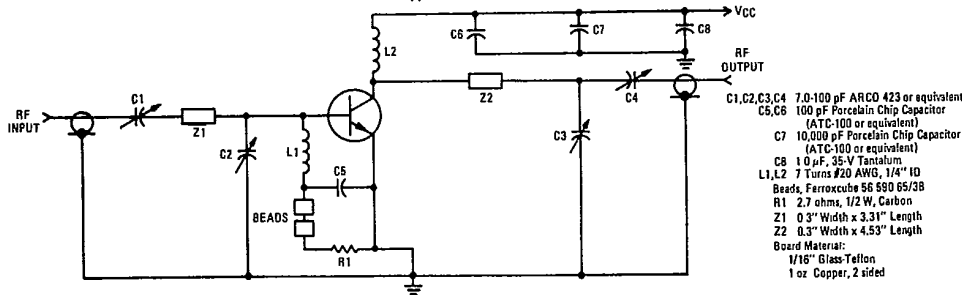 VCC
C6
C7
C8
L2
RF
OUTPUT
C1
Z1
Z2
C4
RF
INPUT
C2
L1
C5
C3
BEADS
R1
C1,C2,C3,C4 7.0-100 pF ARCO 423 or equivalent
C5,C6 100 pF Porcelain Chip Capacitor
(ATC-100 or equivalent)
C7 10,000 pF Porcelain Chip Capacitor
(ATC-100 or equivalent)
C8 1 0 µF, 35-V Tantalum
L1,L2 7 Turns #20 AWG, 1/4" ID
Beads, Ferroxcube 56 590 65/3B
R1 2.7 ohms, 1/2 W, Carbon
Z1 0 3" Width x 3.31" Length
Z2 0.3" Width x 4.53" Length
Board Material:
1/16" Glass-Teflon
1 oz Copper, 2 sided